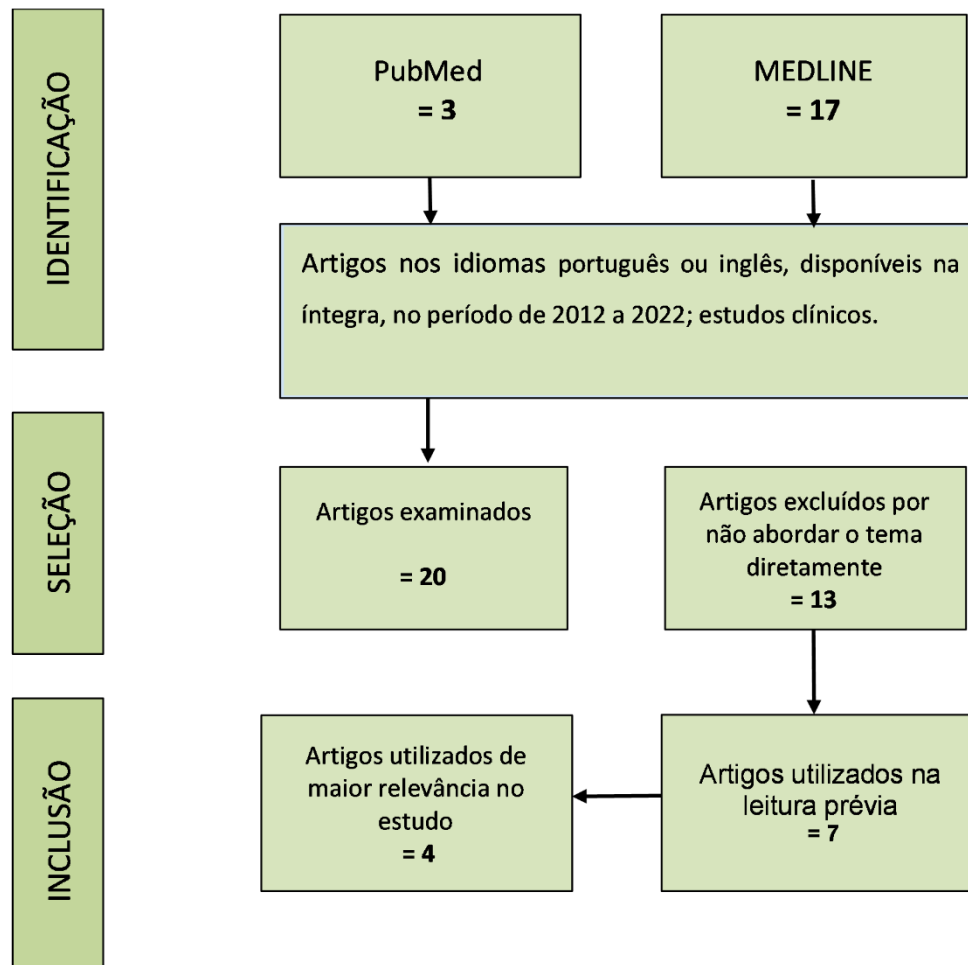 IDENTIFICAÇÃO
PubMed
= 3
MEDLINE
= 17
Artigos nos idiomas português ou inglês, disponíveis na
íntegra, no período de 2012 a 2022; estudos clínicos.
SELEÇÃO
Artigos examinados
= 20
Artigos excluídos por
não abordar o tema
diretamente
= 13
INCLUSÃO
Artigos utilizados de
maior relevância no
estudo
= 4
Artigos utilizados na
leitura prévia
= 7